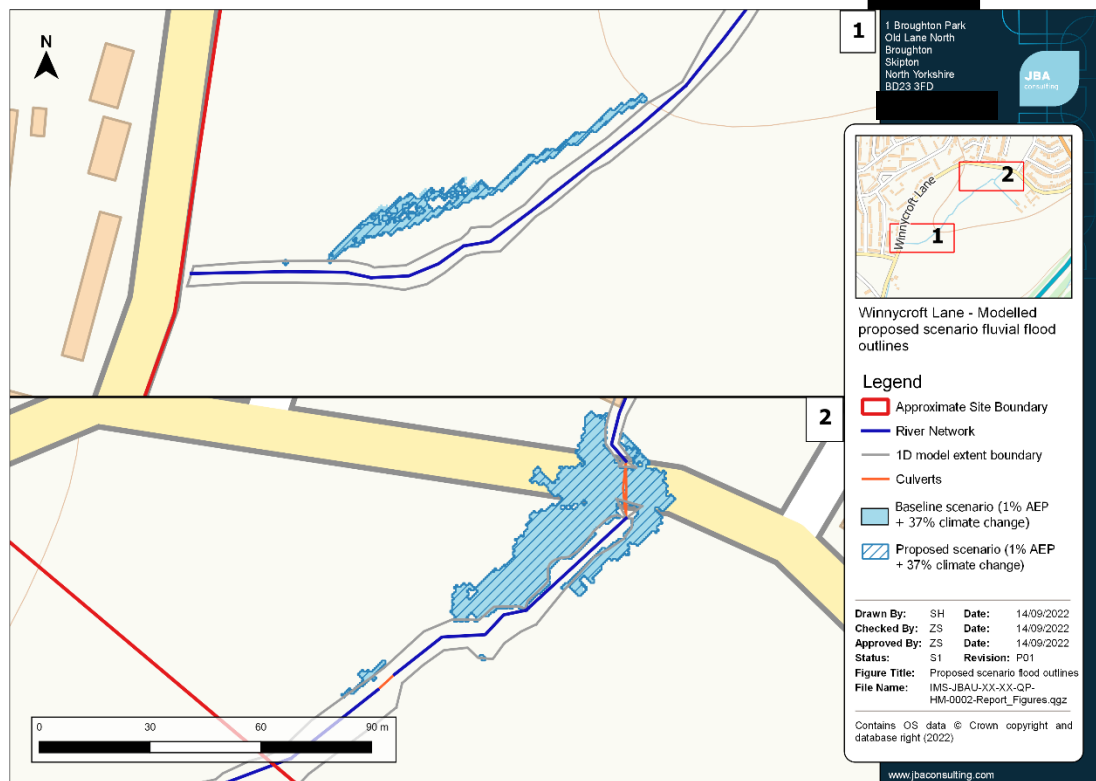 N
1
1 Broughton Park
Old Lane North
Broughton
Skipton
North Yorkshire
BD23 3FD
JBA
consulting
2
Winnycroft Lane
1
Winnycroft Lane - Modelled
proposed scenario fluvial flood
outlines
Legend
Approximate Site Boundary
River Network
1D model extent boundary
Culverts
Baseline scenario (1% AEP
+ 37% climate change)
Proposed scenario (1% AEP
+ 37% climate change)
2
0 30 60 90 m
Drawn By: SH Date: 14/09/2022
Checked By: ZS Date: 14/09/2022
Approved By: ZS Date: 14/09/2022
Status: S1 Revision: P01
Figure Title: Proposed scenario flood outlines
File Name: IMS-JBAU-XX-XX-QP-
HM-0002-Report_Figures.qgz
Contains OS data © Crown copyright and
database right (2022)
www.jbaconsulting.com